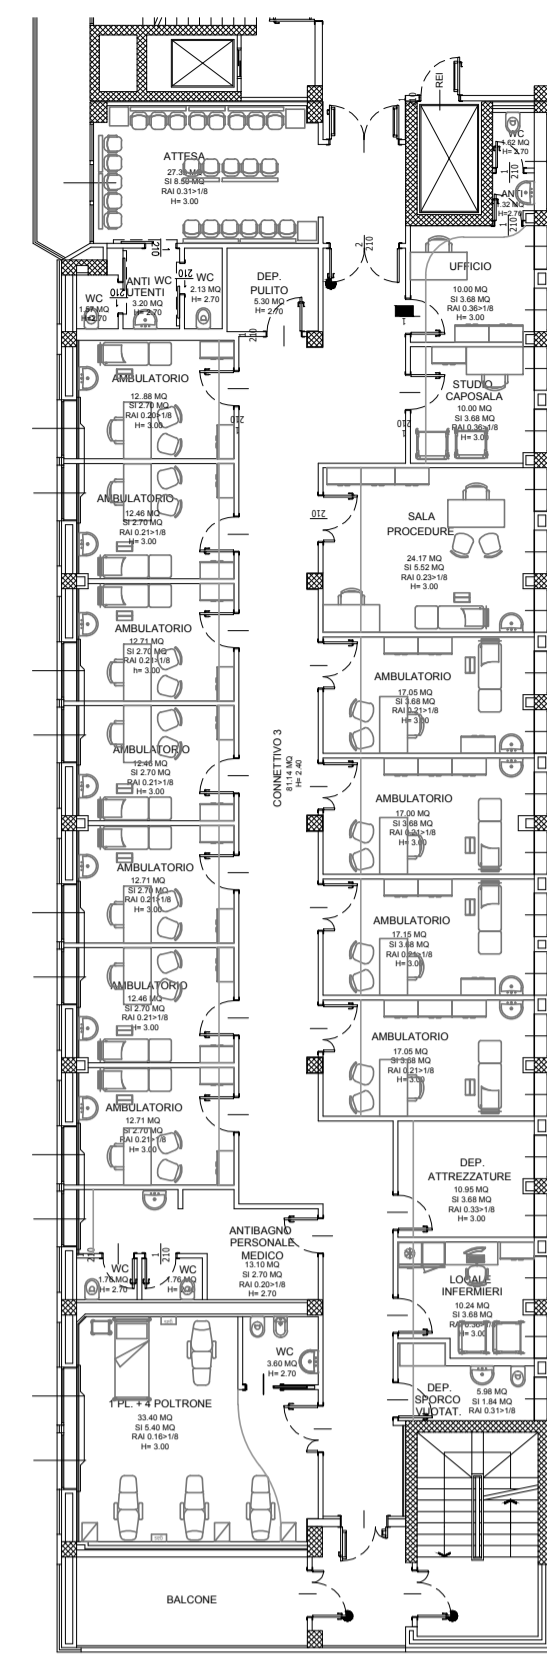 REI
WC
1.62 MQ
H= 2.70
ATTESA
SI 8.50 MQ
RAI 0.31>1/8
H= 3.00
ANTI
1.32 MQ
H=2.70
1
210
2
210
UFFICIO
10.00 MQ
SI 3.68 MQ
RAI 0.36>1/8
H= 3.00
WC
H=2.70
ANTI WC
UTENTI
3.20 MQ
H= 2.70
WC
2.13 MQ
H= 2.70
DEP.
PULITO
5.30 MQ
H= 2.70
STUDIO
CAPOSALA
10.00 MQ
SI 3.68 MQ
RAI 0.36>1/8
H= 3.00
AMBULATORIO
12..88 MQ
SI 2.70 MQ
RAI 0.20>1/8
H= 3.00
AMBULATORIO
12.46 MQ
SI 2.70 MQ
RAI 0.21>1/8
H= 3.00
SALA
PROCEDURE
24.17 MQ
SI 5.52 MQ
RAI 0.23>1/8
H= 3.00
AMBULATORIO
12.71 MQ
SI 2.70 MQ
RAI 0.21>1/8
h= 3.00
AMBULATORIO
17.05 MQ
SI 3.68 MQ
RAI 0.21>1/8
H= 3.00
AMBULATORIO
12.46 MQ
SI 2.70 MQ
RAI 0.21>1/8
H= 3.00
CONNETTIVO 3
81.14 MQ
H= 2.40
AMBULATORIO
17.00 MQ
SI 3.68 MQ
RAI 0.21>1/8
H= 3.00
AMBULATORIO
12.71 MQ
SI 2.70 MQ
RAI 0.21>1/8
H= 3.00
AMBULATORIO
17.15 MQ
SI 3.68 MQ
RAI 0.21>1/8
H= 3.00
AMBULATORIO
12.46 MQ
SI 2.70 MQ
RAI 0.21>1/8
H= 3.00
AMBULATORIO
17.05 MQ
SI 3.68 MQ
RAI 0.21>1/8
H= 3.00
AMBULATORIO
12.71 MQ
SI 2.70 MQ
RAI 0.21>1/8
H= 3.00
DEP.
ATTREZZATURE
10.95 MQ
SI 3.68 MQ
RAI 0.33>1/8
H= 3.00
ANTIBAGNO
PERSONALE
MEDICO
13.10 MQ
SI 2.70 MQ
RAI 0.20>1/8
H= 2.70
WC
1.76 MQ
H= 2.70
WC
1.76 MQ
LOCALE
INFERMIERI
10.24 MQ
SI 3.68 MQ
H= 3.00
WC
3.60 MQ
H= 2.70
1 PL. + 4 POLTRONE
33.40 MQ
SI 5.40 MQ
RAI 0.16>1/8
H= 3.00
DEP.
SPORCO
VUOTAT.
5.98 MQ
SI 1.84 MQ
RAI 0.31>1/8
BALCONE